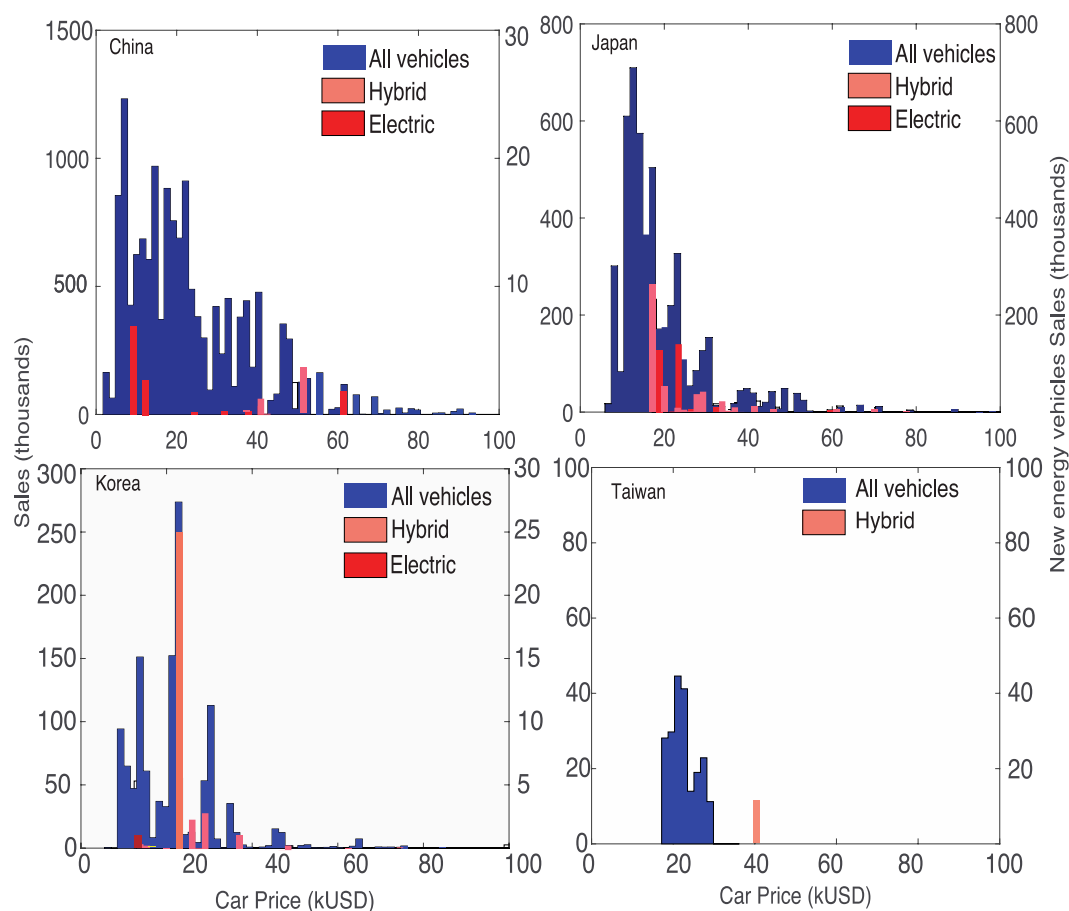 China
All vehicles
Hybrid
Electric
1500
1000
500
0
30
20
10
0 20 40 60 80 100
Japan
All vehicles
Hybrid
Electric
800
600
400
200
0
800
600
400
200
0 20 40 60 80 100
Sales (thousands)
New energy vehicles Sales (thousands)
Korea
All vehicles
Hybrid
Electric
300
250
200
150
100
50
0
30
25
20
15
10
5
0 20 40 60 80 100
Car Price (kUSD)
Taiwan
All vehicles
Hybrid
100
80
60
40
20
0
100
80
60
40
20
0 20 40 60 80 100
Car Price (kUSD)